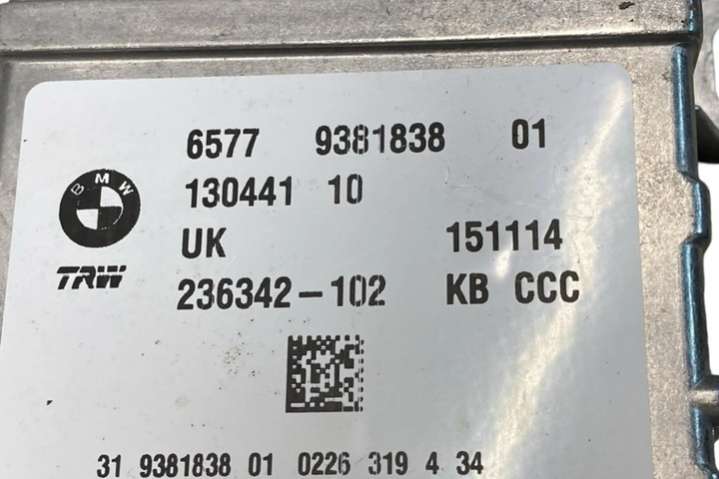 6577 9381838 01
BMW
130441 10
UK 151114
TRW
236342-102 KB CCC
31 9381838 01 0226 319 4 34